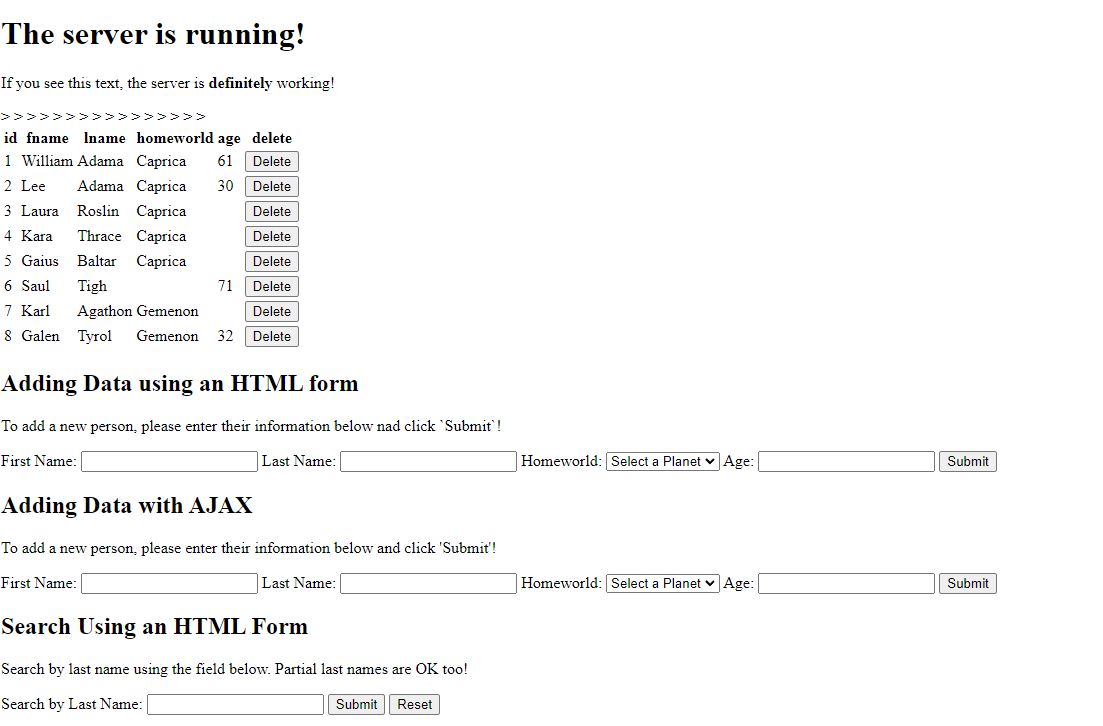 The server is running!
If you see this text, the server is definitely working!
> > > > > > > > > > > > > > > >
id fname lname homeworld age delete
1 William Adama Caprica 61 Delete
2 Lee Adama Caprica 30 Delete
3 Laura Roslin Caprica Delete
4 Kara Thrace Caprica Delete
5 Gaius Baltar Caprica Delete
6 Saul Tigh 71 Delete
7 Karl Agathon Gemenon Delete
8 Galen Tyrol Gemenon 32 Delete
Adding Data using an HTML form
To add a new person, please enter their information below nad click `Submit`!
First Name: Last Name: Homeworld: Select a Planet Age: Submit
Adding Data with AJAX
To add a new person, please enter their information below and click 'Submit'!
First Name: Last Name: Homeworld: Select a Planet Age: Submit
Search Using an HTML Form
Search by last name using the field below. Partial last names are OK too!
Search by Last Name: Submit Reset